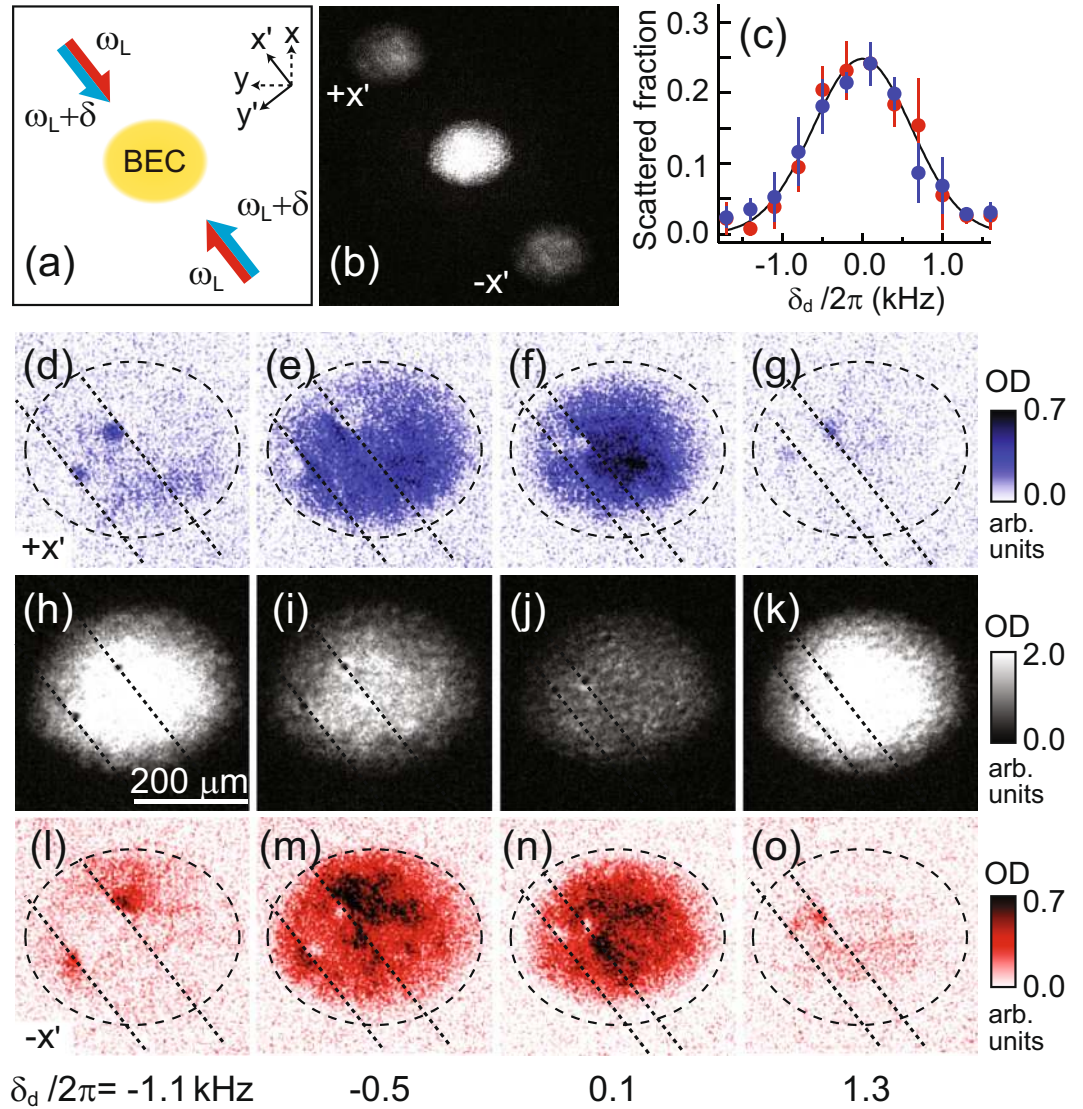 ω_L
x'
x
y
y'
ω_L+δ
BEC
ω_L+δ
ω_L
(a)
+x'
-x'
(b)
(c)
Scattered fraction
0.3
0.2
0.1
0.0
-1.0 0.0 1.0
δ_d /2π (kHz)
(d) (e) (f) (g)
+x'
OD
0.7
0.0
arb.
units
(h) (i) (j) (k)
200 μm
OD
2.0
0.0
arb.
units
(l) (m) (n) (o)
-x'
OD
0.7
0.0
arb.
units
δ_d /2π= -1.1 kHz -0.5 0.1 1.3